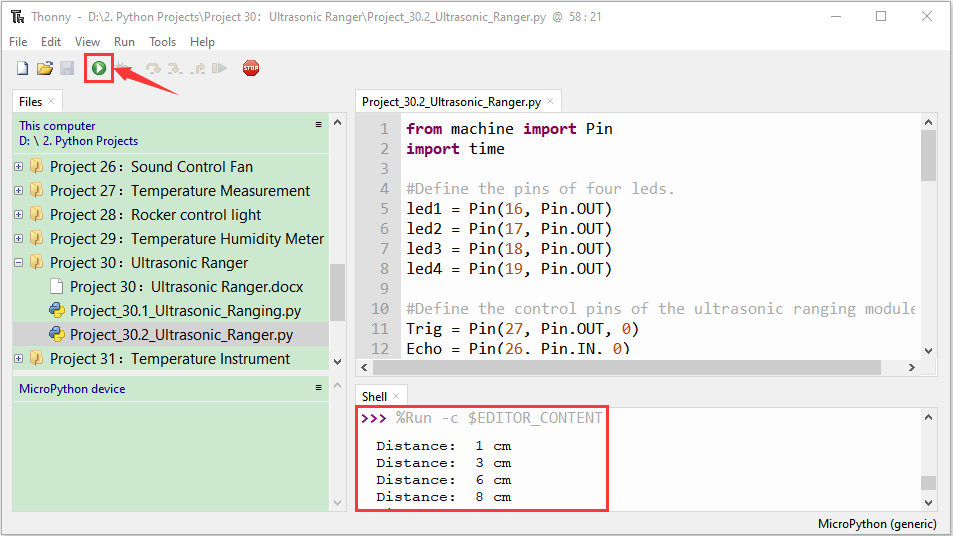 Thonny - D:\2. Python Projects\Project 30：Ultrasonic Ranger\Project_30.2_Ultrasonic_Ranger.py @ 58 : 21
File Edit View Run Tools Help
STOP
Files
This computer
D: \ 2. Python Projects
Project 26：Sound Control Fan
Project 27：Temperature Measurement
Project 28：Rocker control light
Project 29：Temperature Humidity Meter
Project 30：Ultrasonic Ranger
Project 30：Ultrasonic Ranger.docx
Project_30.1_Ultrasonic_Ranging.py
Project_30.2_Ultrasonic_Ranger.py
Project 31：Temperature Instrument
MicroPython device
Project_30.2_Ultrasonic_Ranger.py
1 from machine import Pin
2 import time
3
4 #Define the pins of four leds.
5 led1 = Pin(16, Pin.OUT)
6 led2 = Pin(17, Pin.OUT)
7 led3 = Pin(18, Pin.OUT)
8 led4 = Pin(19, Pin.OUT)
9
10 #Define the control pins of the ultrasonic ranging module
11 Trig = Pin(27, Pin.OUT, 0)
12 Echo = Pin(26, Pin.IN, 0)
Shell
>>> %Run -c $EDITOR_CONTENT
Distance: 1 cm
Distance: 3 cm
Distance: 6 cm
Distance: 8 cm
MicroPython (generic)